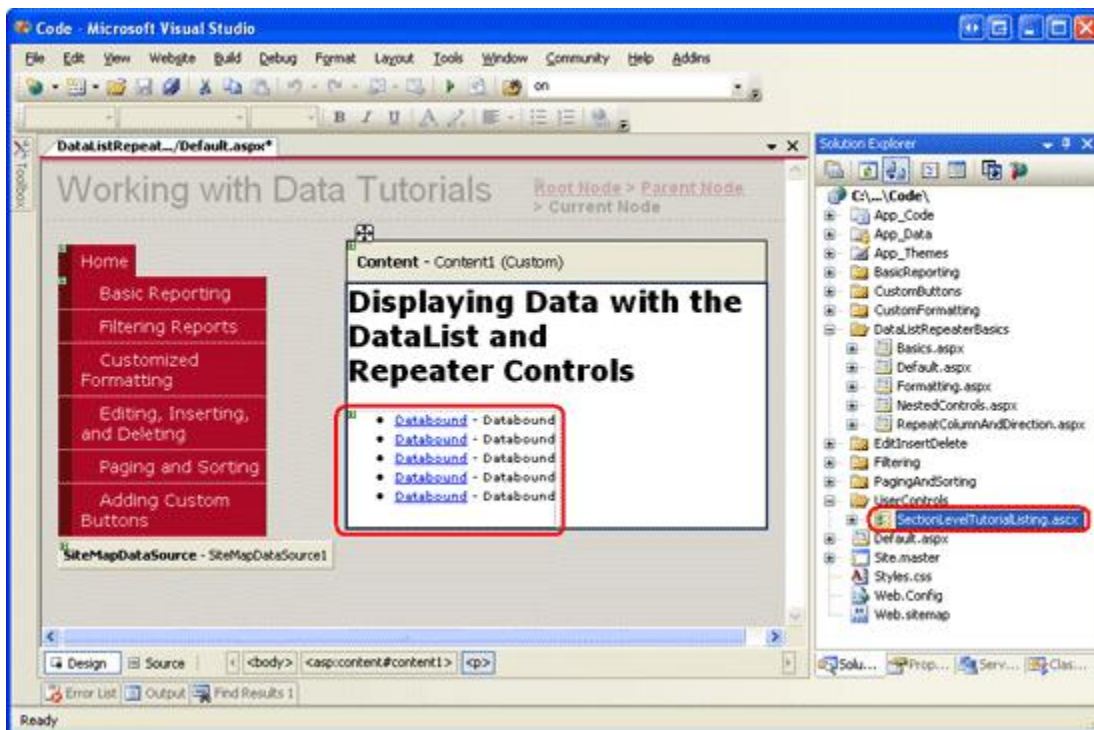 Code - Microsoft Visual Studio
File Edit View Website Build Debug Format Layout Tools Window Community Help Addins
on
B I U A
Toolbox
DataListRepeat.../Default.aspx*
Working with Data Tutorials
Root Node > Parent Node
> Current Node
Home
Basic Reporting
Filtering Reports
Customized
Formatting
Editing, Inserting,
and Deleting
Paging and Sorting
Adding Custom
Buttons
SiteMapDataSource - SiteMapDataSource1
Content - Content1 (Custom)
Displaying Data with the
DataList and
Repeater Controls
Databound - Databound
Databound - Databound
Databound - Databound
Databound - Databound
Databound - Databound
Design Source <body> <asp:content#content1> <p>
Error List Output Find Results 1
Ready
Solution Explorer
C:\...\Code\
App_Code
App_Data
App_Themes
BasicReporting
CustomButtons
CustomFormatting
DataListRepeaterBasics
Basics.aspx
Default.aspx
Formatting.aspx
NestedControls.aspx
RepeatColumnAndDirection.aspx
EditInsertDelete
Filtering
PagingAndSorting
UserControls
SectionLevelTutorialListing.ascx
Default.aspx
Site.master
Styles.css
Web.Config
Web.sitemap
Solu... Prop... Serv... Clas...